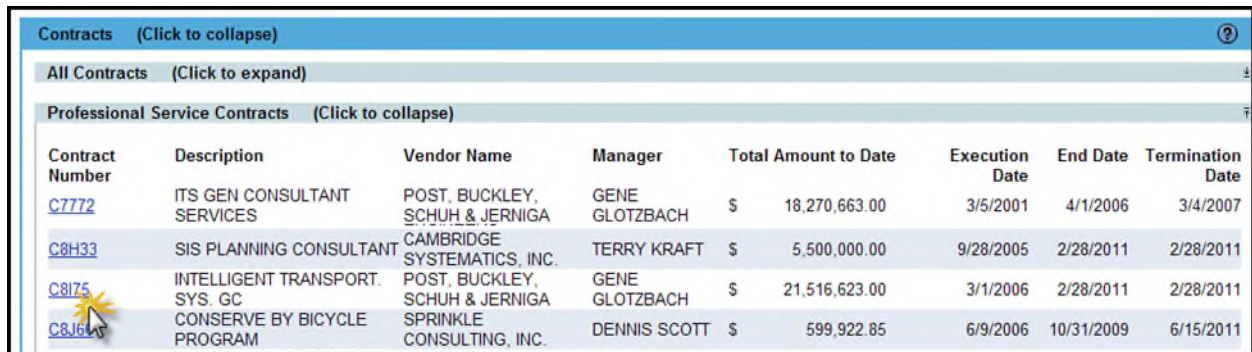 Contracts (Click to collapse)
All Contracts (Click to expand)
Professional Service Contracts (Click to collapse)
Contract Number Description Vendor Name Manager Total Amount to Date Execution Date End Date Termination Date
C7772 ITS GEN CONSULTANT SERVICES POST, BUCKLEY, SCHUH & JERNIGA GENE GLOTZBACH $ 18,270,663.00 3/5/2001 4/1/2006 3/4/2007
C8H33 SIS PLANNING CONSULTANT CAMBRIDGE SYSTEMATICS, INC. TERRY KRAFT $ 5,500,000.00 9/28/2005 2/28/2011 2/28/2011
C8I75 INTELLIGENT TRANSPORT. SYS. GC POST, BUCKLEY, SCHUH & JERNIGA GENE GLOTZBACH $ 21,516,623.00 3/1/2006 2/28/2011 2/28/2011
CONSERVE BY BICYCLE PROGRAM SPRINKLE CONSULTING, INC. DENNIS SCOTT $ 599,922.85 6/9/2006 10/31/2009 6/15/2011